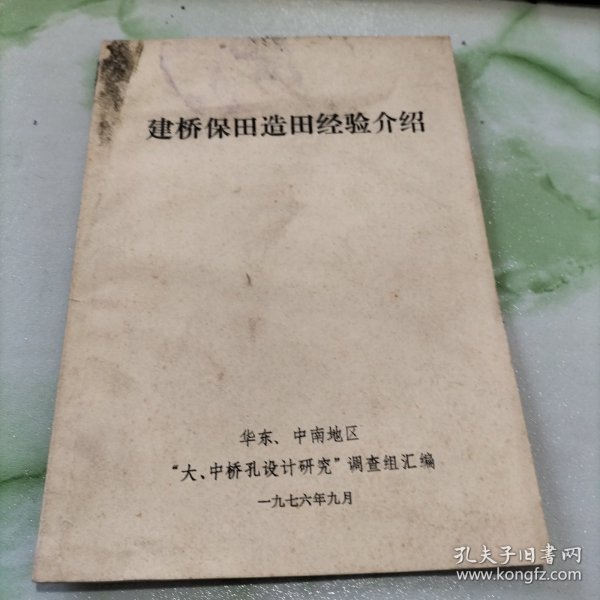 建桥保田造田经验介绍
华东、中南地区
“大、中桥孔设计研究”调查组汇编
一九七六年九月
孔夫子旧书网
www.kongfz.com